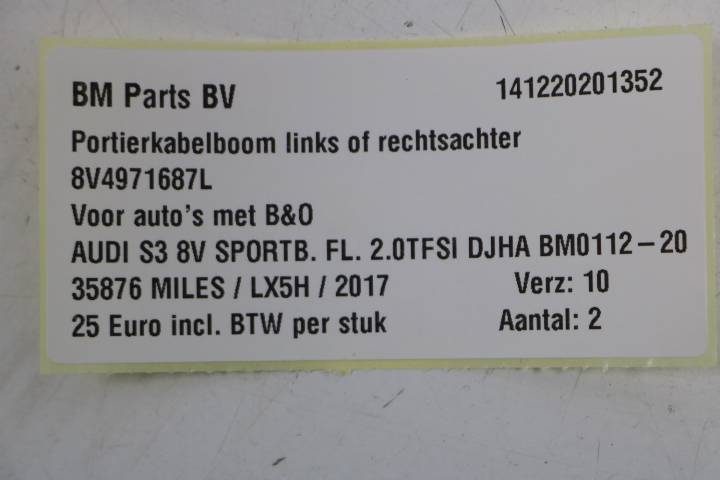 BM Parts BV 141220201352
Portierkabelboom links of rechtsachter
8V4971687L
Voor auto's met B&O
AUDI S3 8V SPORTB. FL. 2.0TFSI DJHA BM0112-20
35876 MILES / LX5H / 2017 Verz: 10
25 Euro incl. BTW per stuk Aantal: 2